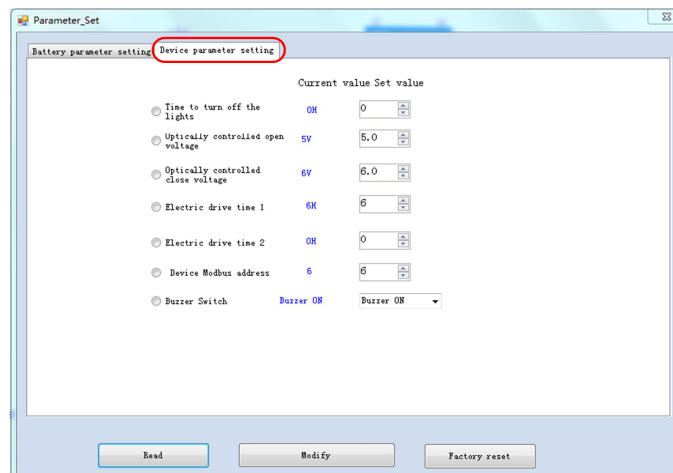 Parameter_Set
Battery parameter setting Device parameter setting
Current value Set value
Time to turn off the
lights
0H 0
Optically controlled open
voltage
5V 5.0
Optically controlled
close voltage
6V 6.0
Electric drive time 1 6H 6
Electric drive time 2 0H 0
Device Modbus address 6 6
Buzzer Switch Buzzer ON Buzzer ON
Read Modify Factory reset